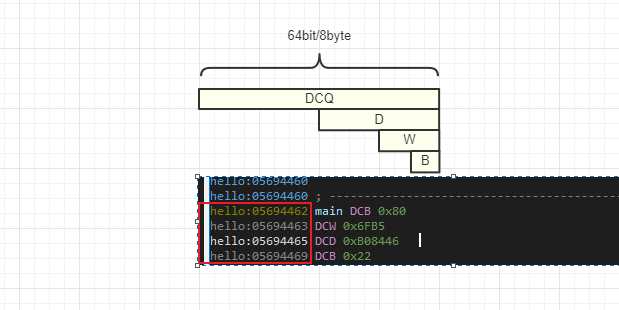 64bit/8byte
DCQ
D
W
B
hello:05694460
hello:05694460 ; ---------------------------------------------------
hello:05694462 main DCB 0x80
hello:05694463 DCW 0x6FB5
hello:05694465 DCD 0xB08446
hello:05694469 DCB 0x22